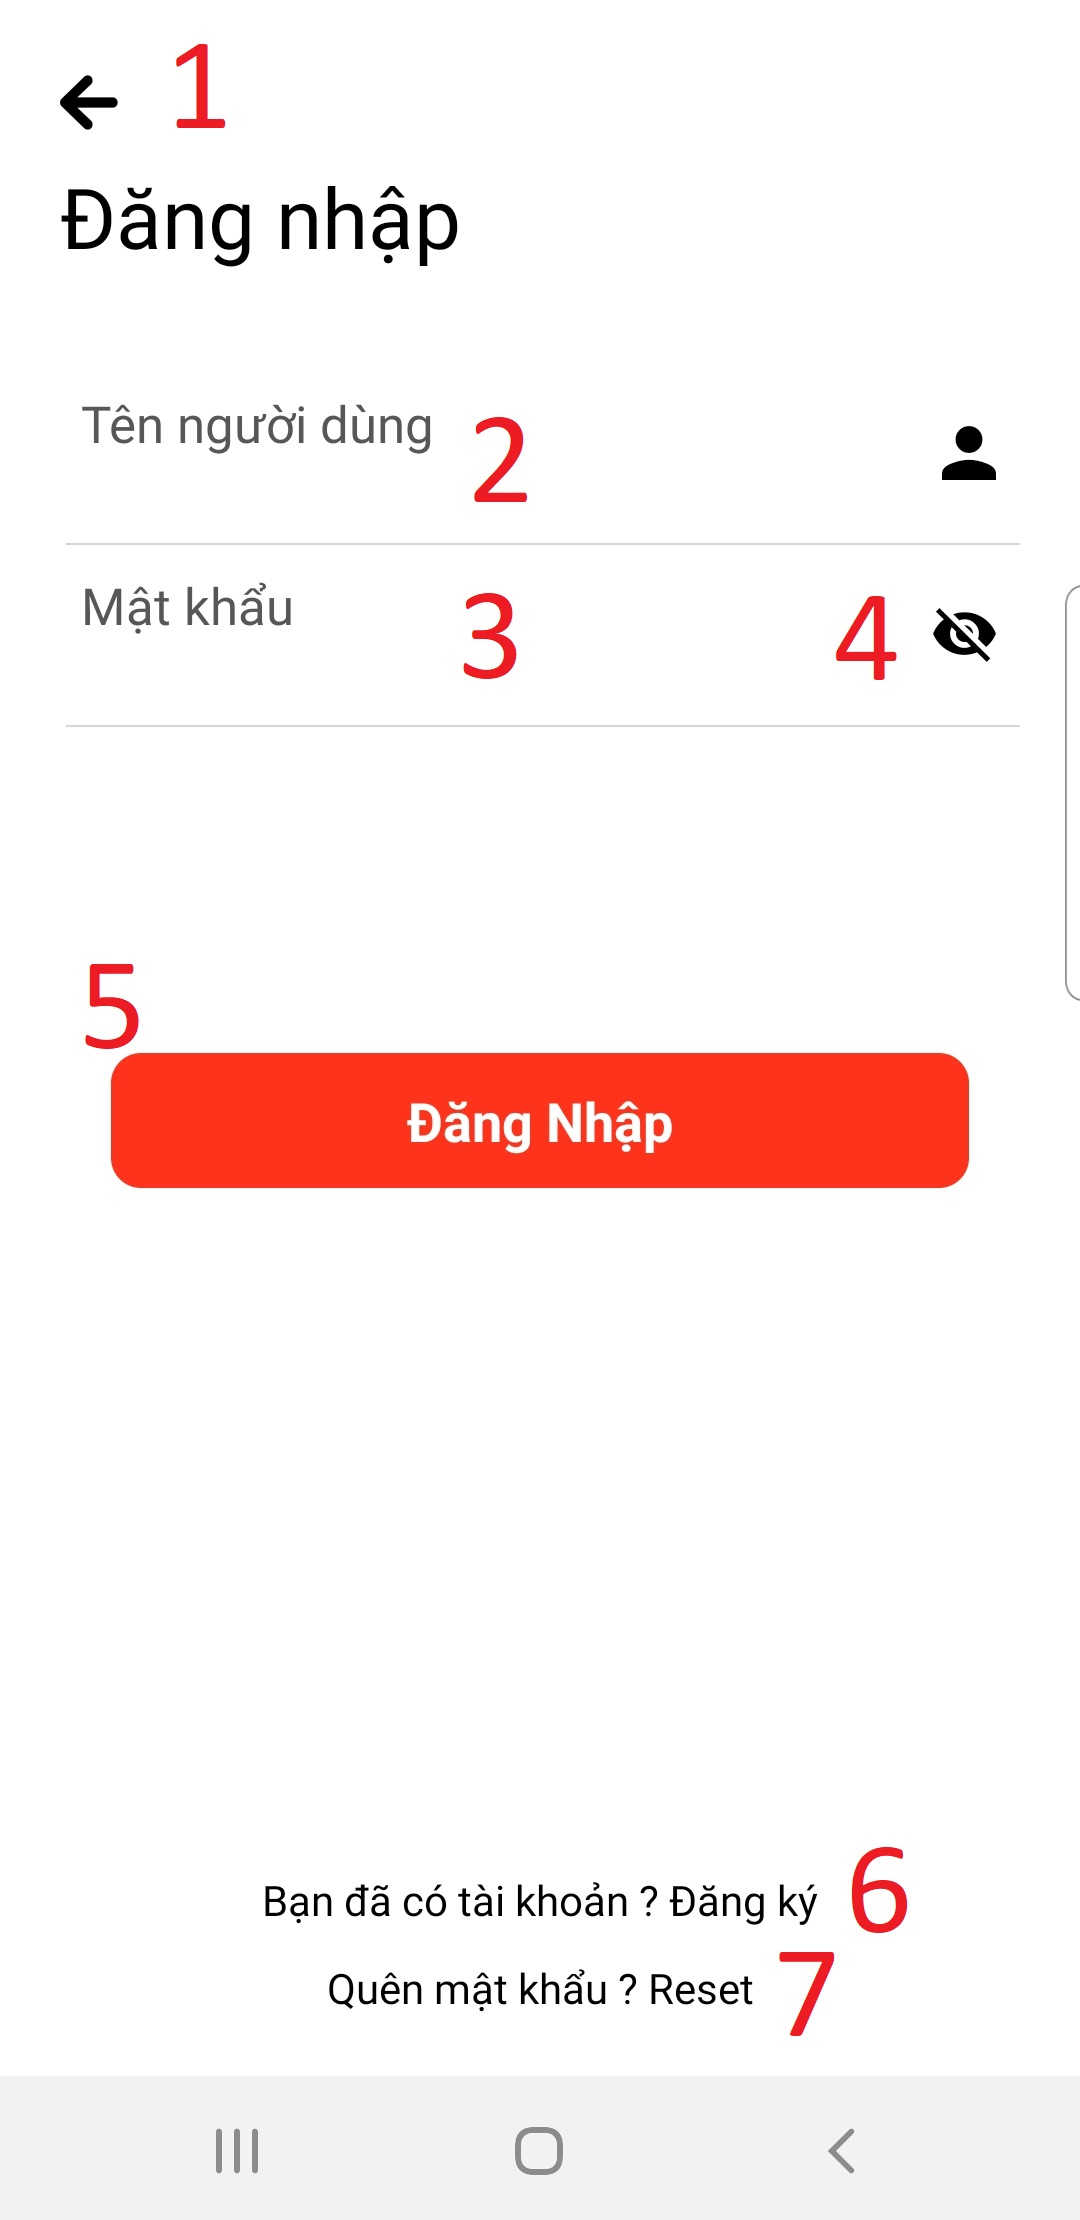 1
Đăng nhập
Tên người dùng 2
Mật khẩu 3 4
5
Đăng Nhập
Bạn đã có tài khoản ? Đăng ký 6
Quên mật khẩu ? Reset 7